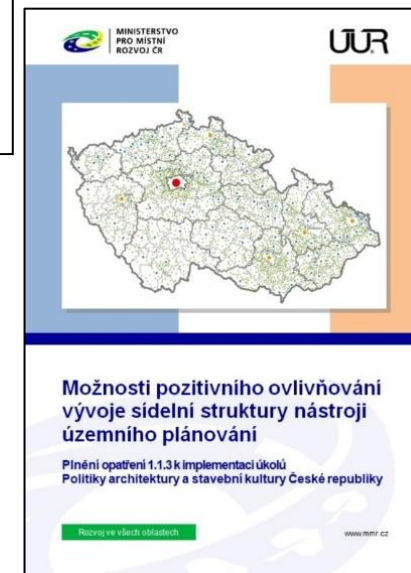 MINISTERSTVO
PRO MÍSTNÍ
ROZVOJ ČR
ÚÚR
Možnosti pozitivního ovlivňování
vývoje sídelní struktury nástroji
územního plánování
Plnění opatření 1.1.3 k implementaci úkolů
Politiky architektury a stavební kultury České republiky
Rozvoj ve všech oblastech
www.mmr.cz